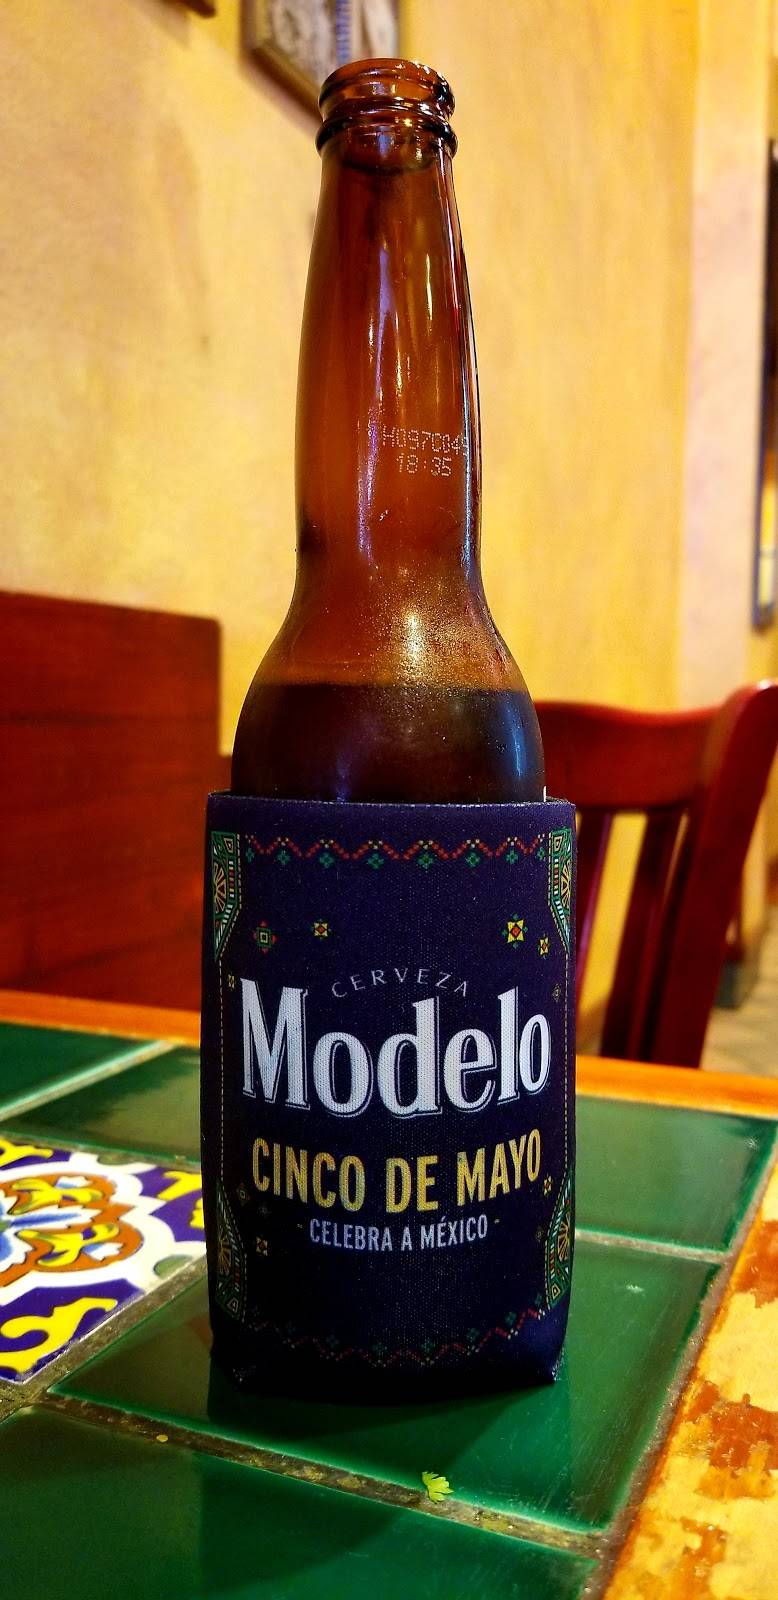 H097C04
18:35
CERVEZA
Modelo
CINCO DE MAYO
- CELEBRA A MÉXICO -